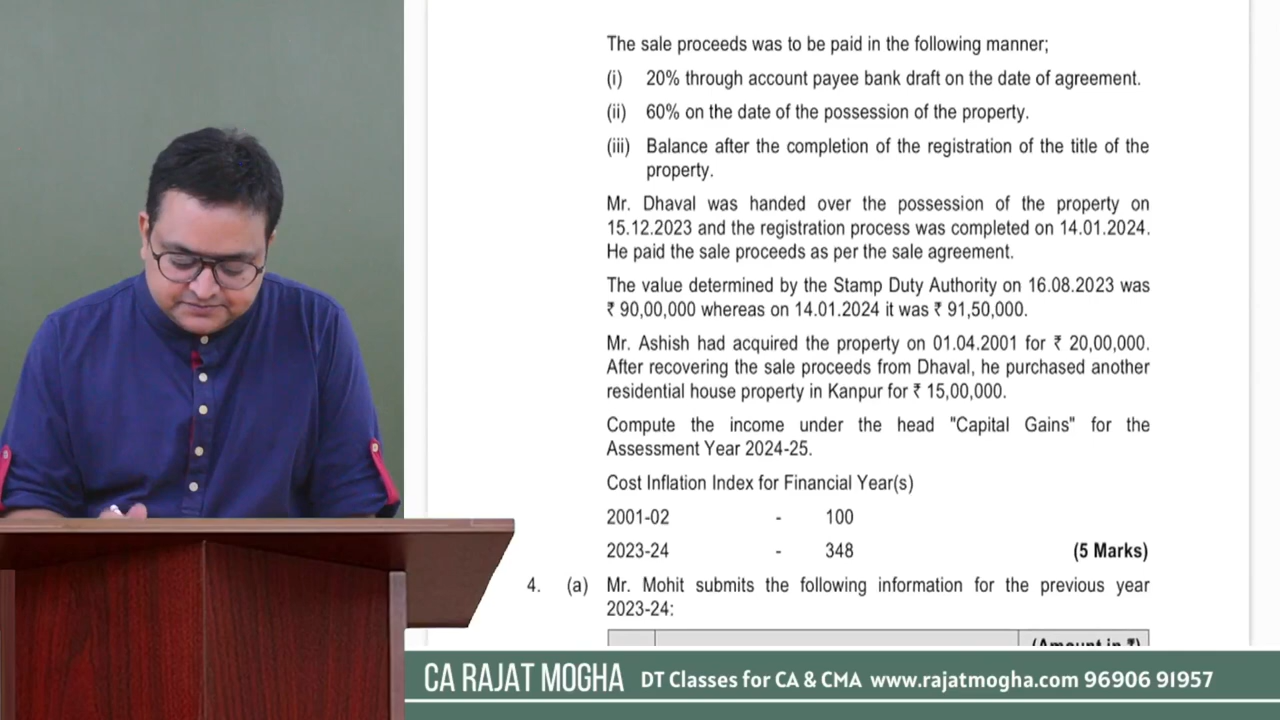 The sale proceeds was to be paid in the following manner;
(i) 20% through account payee bank draft on the date of agreement.
(ii) 60% on the date of the possession of the property.
(iii) Balance after the completion of the registration of the title of the
property.
Mr. Dhaval was handed over the possession of the property on
15.12.2023 and the registration process was completed on 14.01.2024.
He paid the sale proceeds as per the sale agreement.
The value determined by the Stamp Duty Authority on 16.08.2023 was
₹ 90,00,000 whereas on 14.01.2024 it was ₹ 91,50,000.
Mr. Ashish had acquired the property on 01.04.2001 for ₹ 20,00,000.
After recovering the sale proceeds from Dhaval, he purchased another
residential house property in Kanpur for ₹ 15,00,000.
Compute the income under the head "Capital Gains" for the
Assessment Year 2024-25.
Cost Inflation Index for Financial Year(s)
2001-02 - 100
2023-24 - 348 (5 Marks)
4. (a) Mr. Mohit submits the following information for the previous year
2023-24:
(Amount in ₹)
CA RAJAT MOGHA DT Classes for CA & CMA www.rajatmogha.com 96906 91957